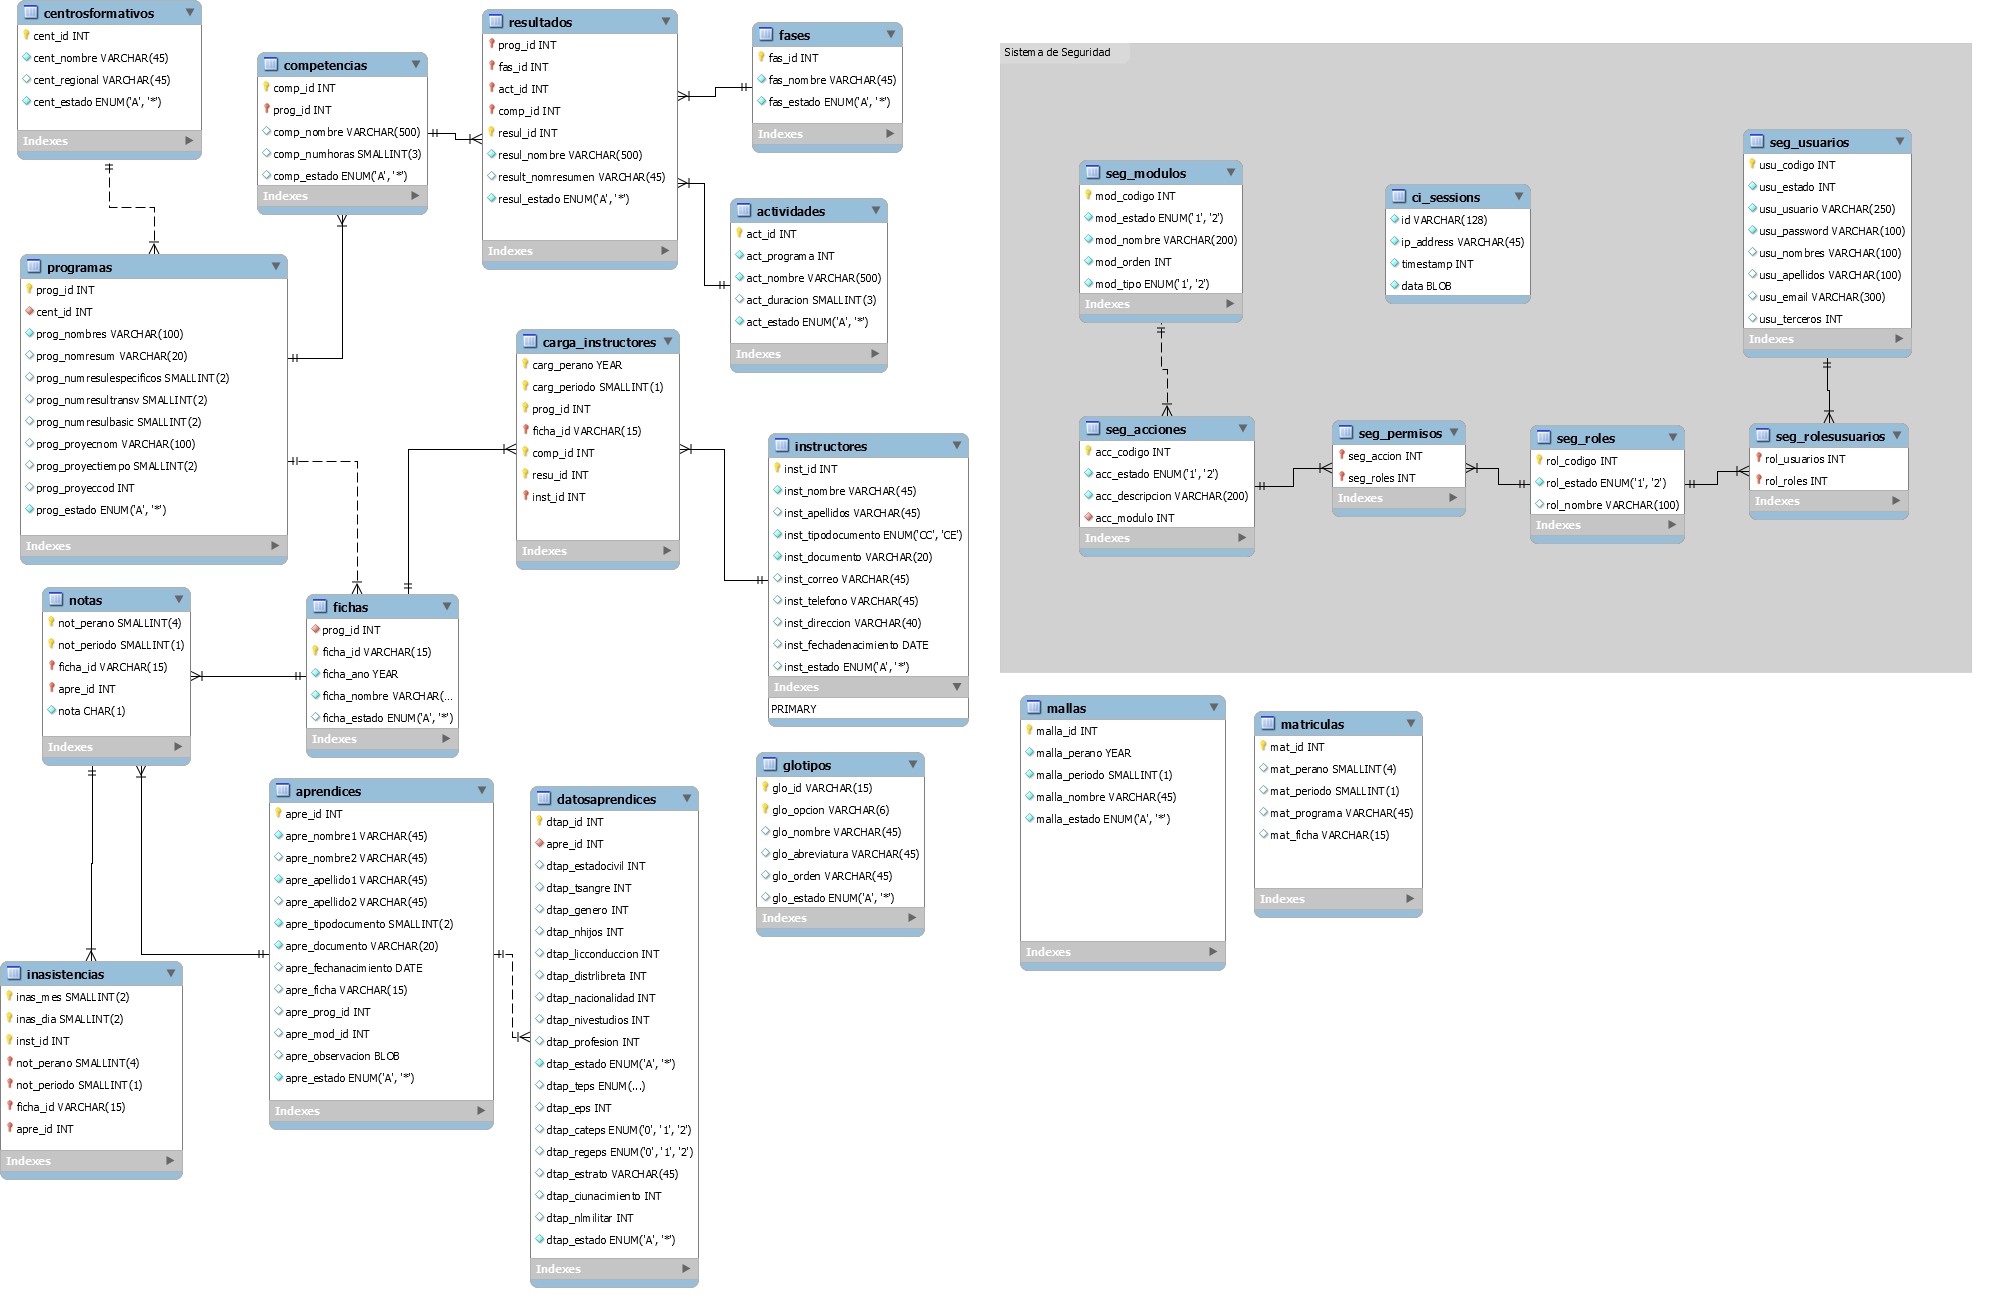 centrosformativos
cent_id INT
cent_nombre VARCHAR(45)
cent_regional VARCHAR(45)
cent_estado ENUM('A', '*')
Indexes
competencias
comp_id INT
prog_id INT
comp_nombre VARCHAR(500)
comp_numhoras SMALLINT(3)
comp_estado ENUM('A', '*')
Indexes
resultados
prog_id INT
fas_id INT
act_id INT
comp_id INT
resul_id INT
resul_nombre VARCHAR(500)
result_nomresumen VARCHAR(45)
resul_estado ENUM('A', '*')
Indexes
fases
fas_id INT
fas_nombre VARCHAR(45)
fas_estado ENUM('A', '*')
Indexes
actividades
act_id INT
act_programa INT
act_nombre VARCHAR(500)
act_duracion SMALLINT(3)
act_estado ENUM('A', '*')
Indexes
programas
prog_id INT
cent_id INT
prog_nombres VARCHAR(100)
prog_nomresum VARCHAR(20)
prog_numresulespecificos SMALLINT(2)
prog_numresultransv SMALLINT(2)
prog_numresulbasic SMALLINT(2)
prog_proyecnom VARCHAR(100)
prog_proyectiempo SMALLINT(2)
prog_proyeccod INT
prog_estado ENUM('A', '*')
Indexes
carga_instructores
carg_perano YEAR
carg_periodo SMALLINT(1)
prog_id INT
ficha_id VARCHAR(15)
comp_id INT
resu_id INT
inst_id INT
Indexes
instructores
inst_id INT
inst_nombre VARCHAR(45)
inst_apellidos VARCHAR(45)
inst_tipodocumento ENUM('CC', 'CE')
inst_documento VARCHAR(20)
inst_correo VARCHAR(45)
inst_telefono VARCHAR(45)
inst_direccion VARCHAR(40)
inst_fechadenacimiento DATE
inst_estado ENUM('A', '*')
Indexes
PRIMARY
notas
not_perano SMALLINT(4)
not_periodo SMALLINT(1)
ficha_id VARCHAR(15)
apre_id INT
nota CHAR(1)
Indexes
fichas
prog_id INT
ficha_id VARCHAR(15)
ficha_ano YEAR
ficha_nombre VARCHAR(...
ficha_estado ENUM('A', '*')
Indexes
inasistencias
inas_mes SMALLINT(2)
inas_dia SMALLINT(2)
inst_id INT
not_perano SMALLINT(4)
not_periodo SMALLINT(1)
ficha_id VARCHAR(15)
apre_id INT
Indexes
aprendices
apre_id INT
apre_nombre1 VARCHAR(45)
apre_nombre2 VARCHAR(45)
apre_apellido1 VARCHAR(45)
apre_apellido2 VARCHAR(45)
apre_tipodocumento SMALLINT(2)
apre_documento VARCHAR(20)
apre_fechanacimiento DATE
apre_ficha VARCHAR(15)
apre_prog_id INT
apre_mod_id INT
apre_observacion BLOB
apre_estado ENUM('A', '*')
Indexes
datosaprendices
dtap_id INT
apre_id INT
dtap_estadocivil INT
dtap_tsangre INT
dtap_genero INT
dtap_nhijos INT
dtap_licconduccion INT
dtap_distrlibreta INT
dtap_nacionalidad INT
dtap_nivestudios INT
dtap_profesion INT
dtap_estado ENUM('A', '*')
dtap_teps ENUM(...)
dtap_eps INT
dtap_cateps ENUM('0', '1', '2')
dtap_regeps ENUM('0', '1', '2')
dtap_estrato VARCHAR(45)
dtap_ciunacimiento INT
dtap_nlmilitar INT
dtap_estado ENUM('A', '*')
Indexes
glotipos
glo_id VARCHAR(15)
glo_opcion VARCHAR(6)
glo_nombre VARCHAR(45)
glo_abreviatura VARCHAR(45)
glo_orden VARCHAR(45)
glo_estado ENUM('A', '*')
Indexes
Sistema de Seguridad
seg_modulos
mod_codigo INT
mod_estado ENUM('1', '2')
mod_nombre VARCHAR(200)
mod_orden INT
mod_tipo ENUM('1', '2')
Indexes
ci_sessions
id VARCHAR(128)
ip_address VARCHAR(45)
timestamp INT
data BLOB
seg_usuarios
usu_codigo INT
usu_estado INT
usu_usuario VARCHAR(250)
usu_password VARCHAR(100)
usu_nombres VARCHAR(100)
usu_apellidos VARCHAR(100)
usu_email VARCHAR(300)
usu_terceros INT
Indexes
seg_acciones
acc_codigo INT
acc_estado ENUM('1', '2')
acc_descripcion VARCHAR(200)
acc_modulo INT
Indexes
seg_permisos
seg_accion INT
seg_roles INT
Indexes
seg_roles
rol_codigo INT
rol_estado ENUM('1', '2')
rol_nombre VARCHAR(100)
Indexes
seg_rolesusuarios
rol_usuarios INT
rol_roles INT
Indexes
mallas
malla_id INT
malla_perano YEAR
malla_periodo SMALLINT(1)
malla_nombre VARCHAR(45)
malla_estado ENUM('A', '*')
Indexes
matriculas
mat_id INT
mat_perano SMALLINT(4)
mat_periodo SMALLINT(1)
mat_programa VARCHAR(45)
mat_ficha VARCHAR(15)
Indexes